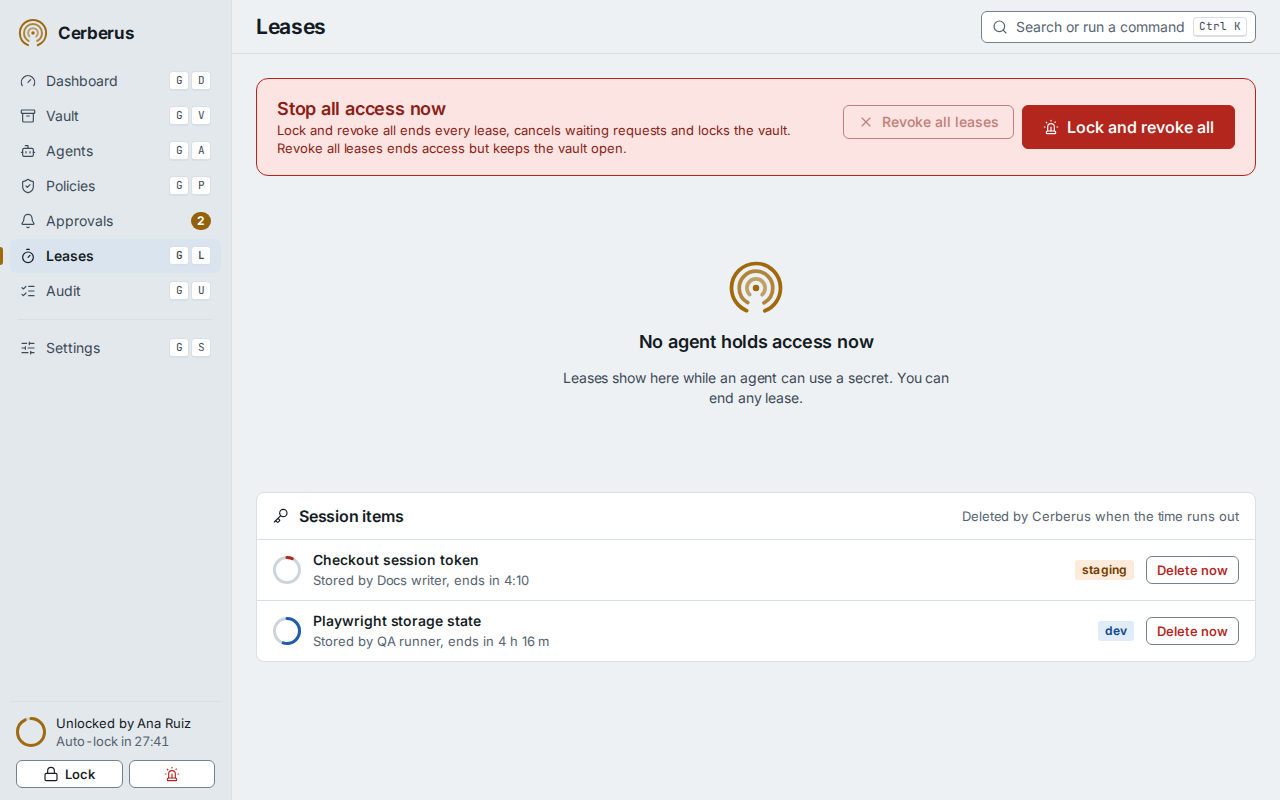 Cerberus
Dashboard G D
Vault G V
Agents G A
Policies G P
Approvals 2
Leases G L
Audit G U
Settings G S
Unlocked by Ana Ruiz
Auto-lock in 27:41
Lock
Leases
Search or run a command Ctrl K
Stop all access now
Lock and revoke all ends every lease, cancels waiting requests and locks the vault.
Revoke all leases ends access but keeps the vault open.
Revoke all leases
Lock and revoke all
No agent holds access now
Leases show here while an agent can use a secret. You can
end any lease.
Session items
Deleted by Cerberus when the time runs out
Checkout session token
Stored by Docs writer, ends in 4:10
staging
Delete now
Playwright storage state
Stored by QA runner, ends in 4 h 16 m
dev
Delete now